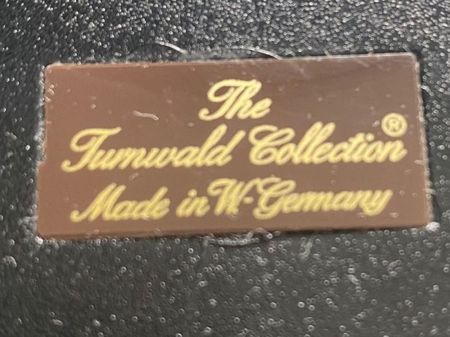 The
Turnwald Collection®
Made in W-Germany